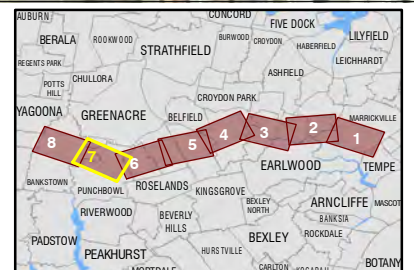 AUBURN
CONCORD
FIVE DOCK
BERALA
ROOKWOOD
BURWOOD
CROYDON
HABERFIELD
LILYFIELD
STRATHFIELD
REGENTS PARK
LEICHHARDT
CHULLORA
ASHFIELD
POTTS
HILL
CROYDON PARK
YAGOONA
GREENACRE
BELFIELD
MARRICKVILLE
8
7
6
5
4
3
2
1
EARLWOOD
TEMPE
BANKSTOWN
PUNCHBOWL
ROSELANDS
KINGSGROVE
BEXLEY
NORTH
ARNCLIFFE
MASCOT
RIVERWOOD
BEVERLY
HILLS
BANKSIA
ROCKDALE
PADSTOW
BEXLEY
PEAKHURST
HURSTVILLE
BOTANY
MORTDALE
CARLTON
KOGARAH